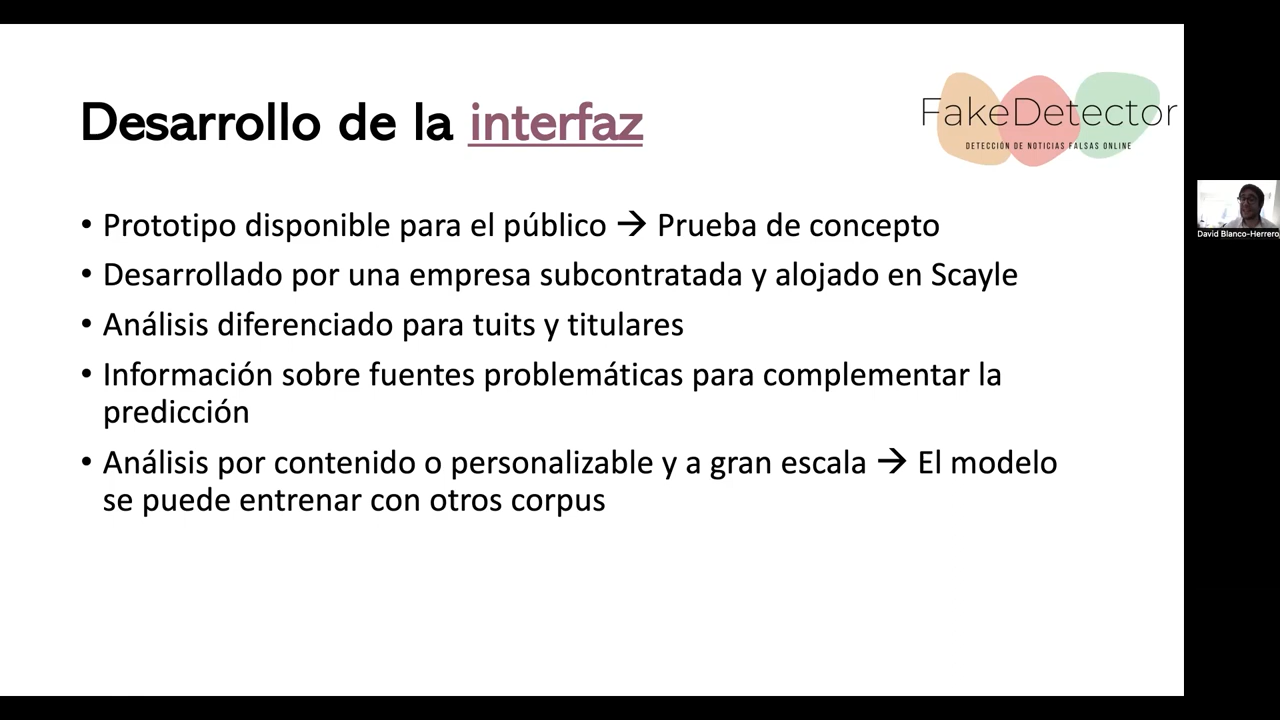 Desarrollo de la interfaz
FakeDetector
DETECCIÓN DE NOTICIAS FALSAS ONLINE
• Prototipo disponible para el público → Prueba de concepto
• Desarrollado por una empresa subcontratada y alojado en Scayle
• Análisis diferenciado para tuits y titulares
• Información sobre fuentes problemáticas para complementar la
predicción
• Análisis por contenido o personalizable y a gran escala → El modelo
se puede entrenar con otros corpus
David Blanco-Herrero